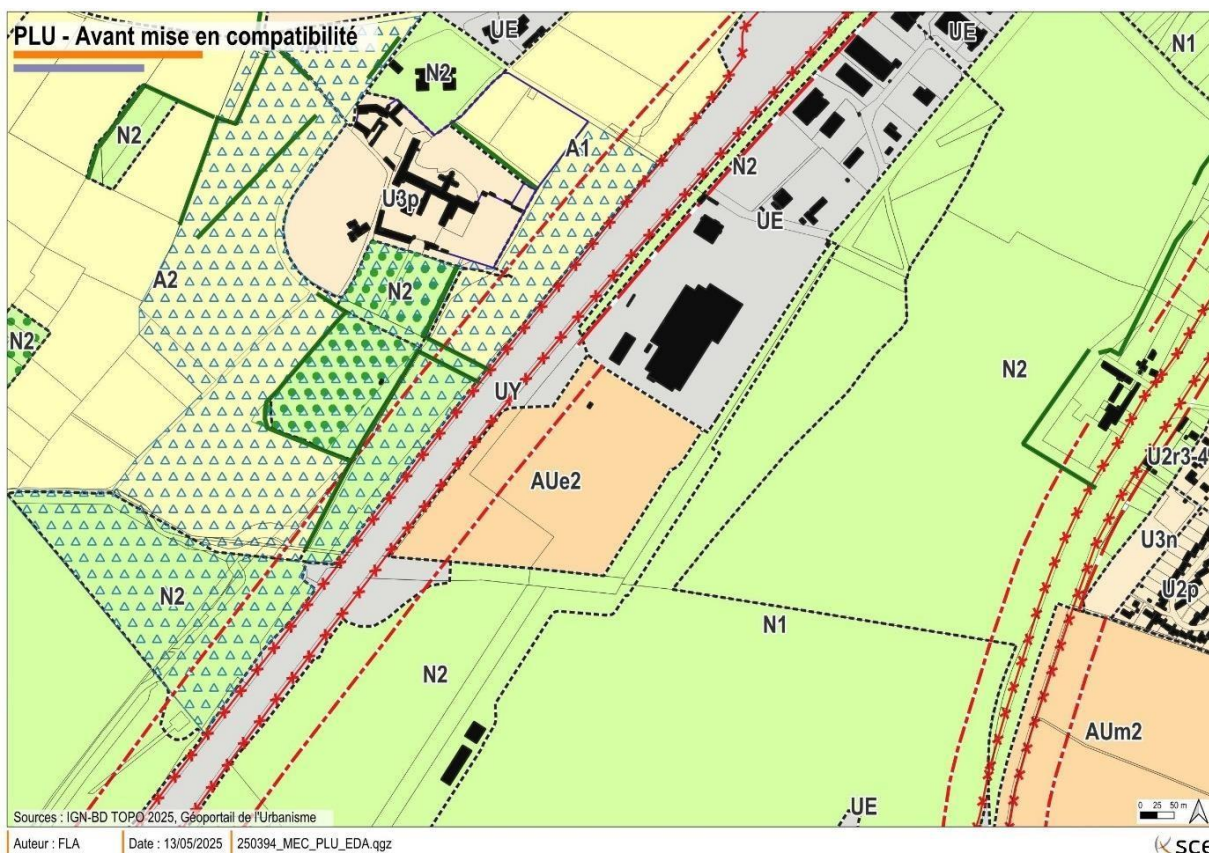 PLU - Avant mise en compatibilité
UE
UE
N1
N2
N2
A1
N2
U3p
UE
A2
N2
N2
N2
UY
U2r3-4
AUe2
U3n
U2p
N2
N1
N2
AUm2
UE
Sources : IGN-BD TOPO 2025, Géoportail de l'Urbanisme
0 25 50 m
Auteur : FLA
Date : 13/05/2025
250394_MEC_PLU_EDA.qgz
sce